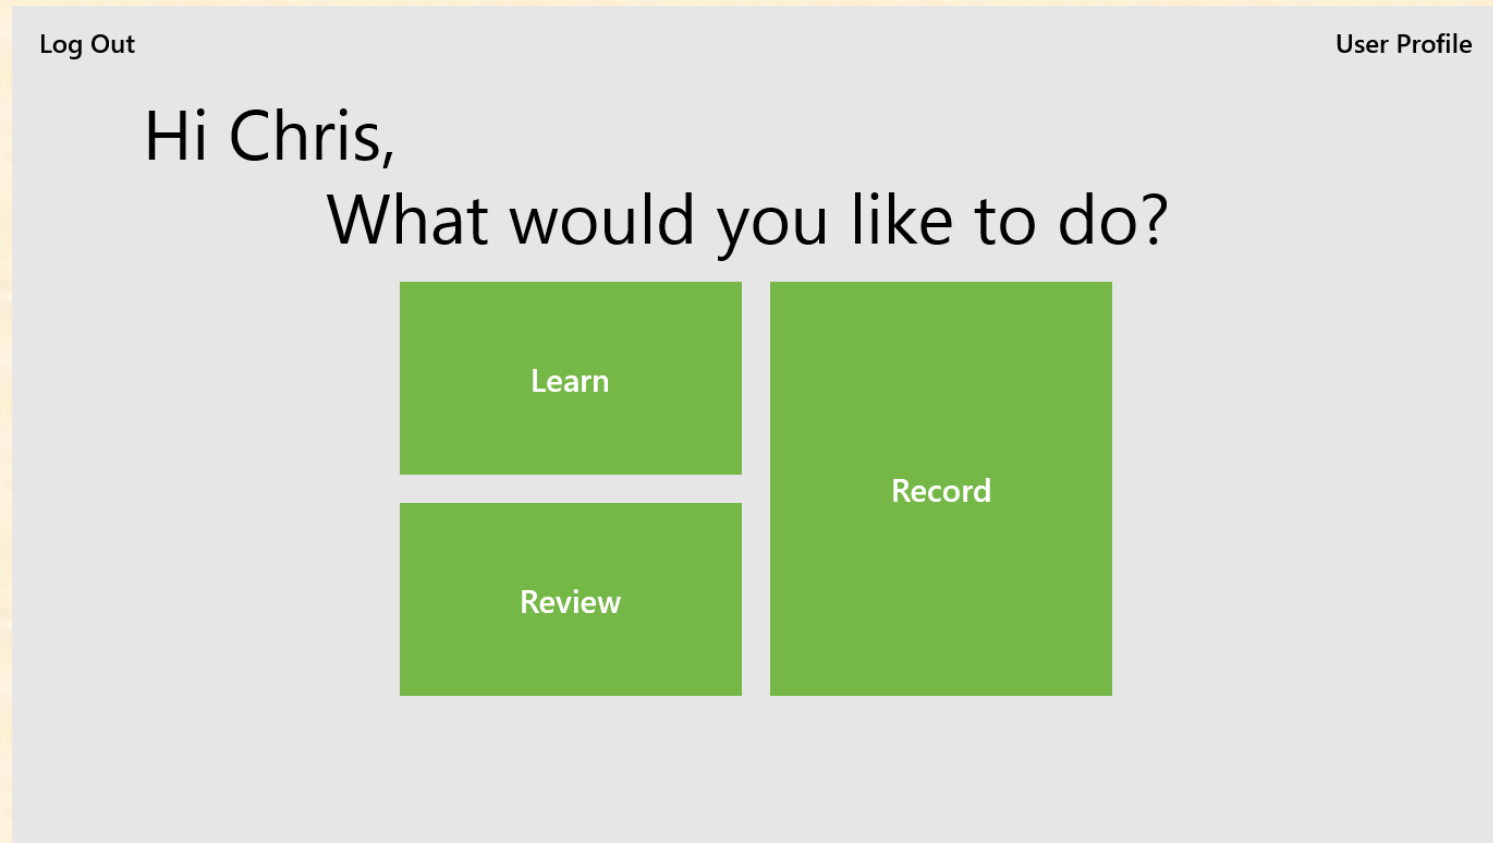 Log Out
User Profile
Hi Chris,
What would you like to do?
Learn
Record
Review